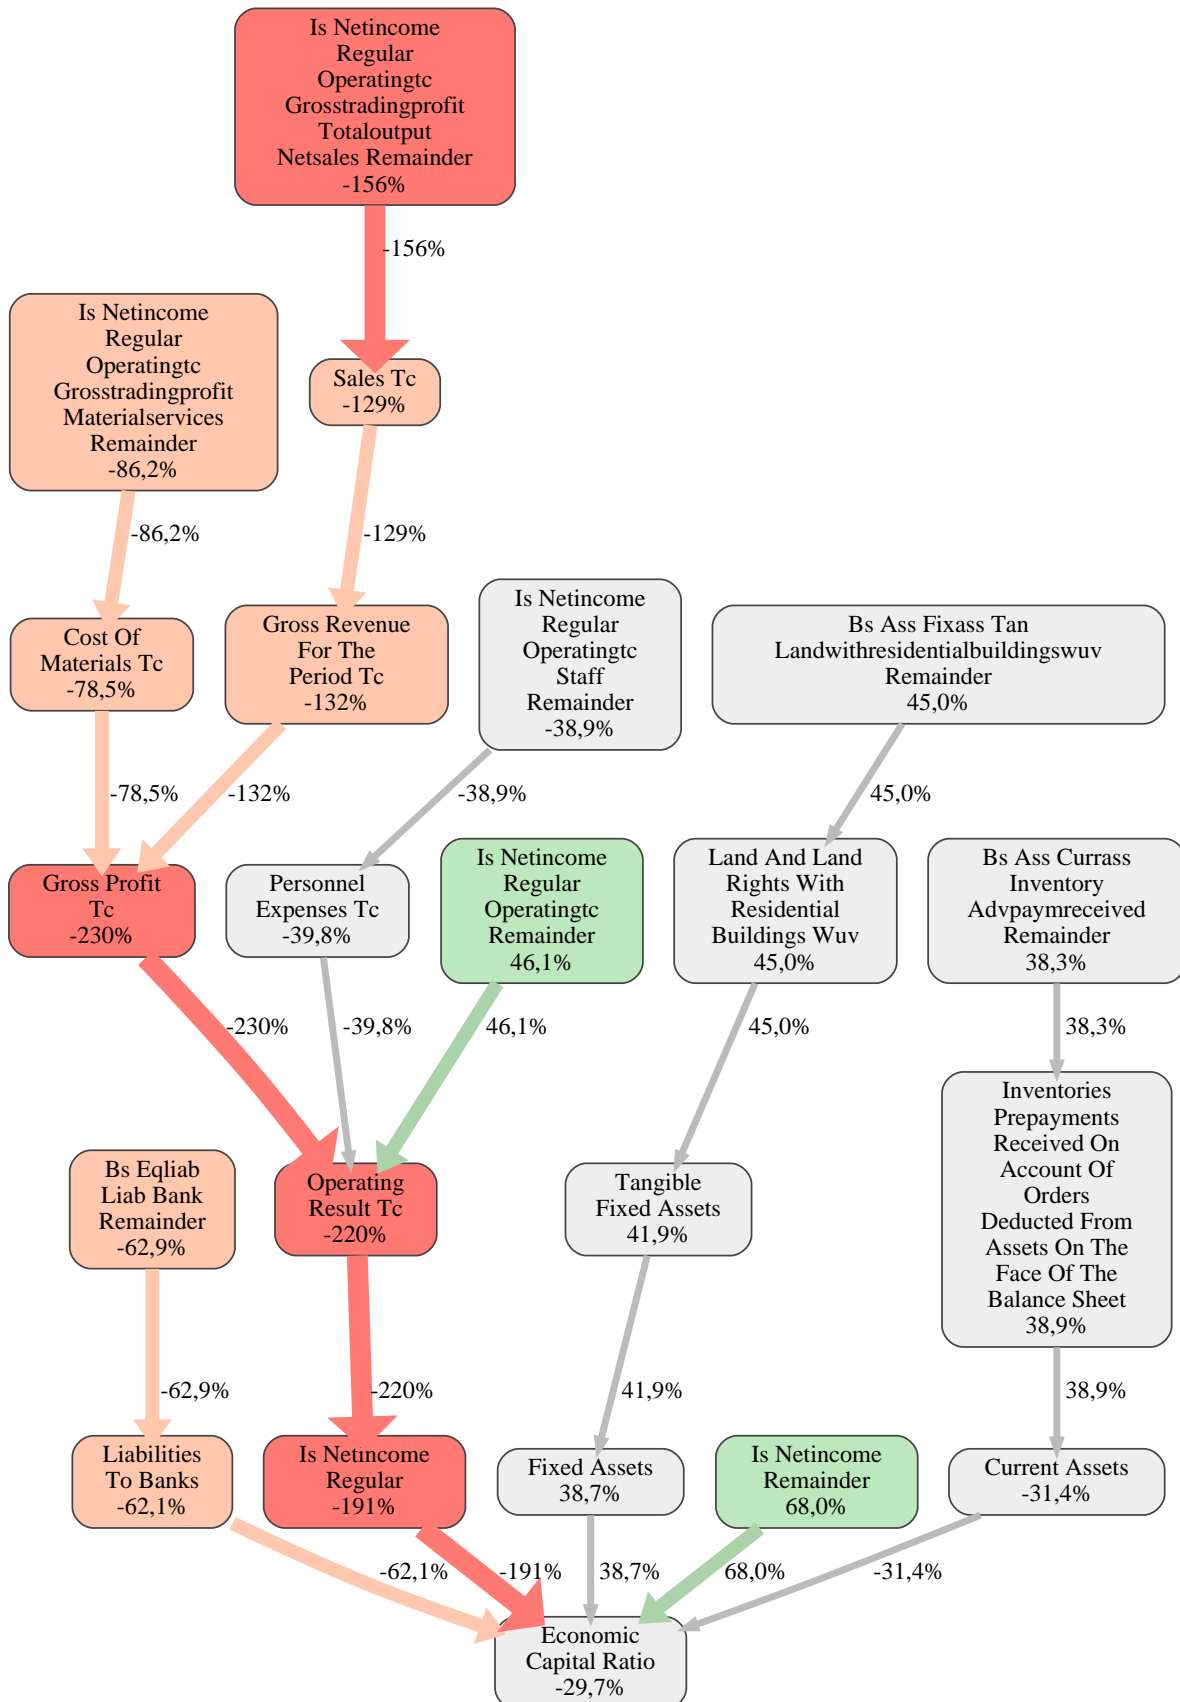 Is Netincome
Regular
Operatingtc
Grosstradingprofit
Totaloutput
Netsales Remainder
-156%
-156%
Is Netincome
Regular
Operatingtc
Grosstradingprofit
Materialservices
Remainder
-86,2%
Sales Tc
-129%
-86,2%
-129%
Cost Of
Materials Tc
-78,5%
Gross Revenue
For The
Period Tc
-132%
Is Netincome
Regular
Operatingtc
Staff
Remainder
-38,9%
Bs Ass Fixass Tan
Landwithresidentialbuildingswuv
Remainder
45,0%
-78,5%
-132%
-38,9%
45,0%
Gross Profit
Tc
-230%
Personnel
Expenses Tc
-39,8%
Is Netincome
Regular
Operatingtc
Remainder
46,1%
Land And Land
Rights With
Residential
Buildings Wuv
45,0%
Bs Ass Currass
Inventory
Advpaymreceived
Remainder
38,3%
-230%
-39,8%
46,1%
45,0%
38,3%
Bs Eqliab
Liab Bank
Remainder
-62,9%
Operating
Result Tc
-220%
Tangible
Fixed Assets
41,9%
Inventories
Prepayments
Received On
Account Of
Orders
Deducted From
Assets On The
Face Of The
Balance Sheet
38,9%
-62,9%
-220%
41,9%
38,9%
Liabilities
To Banks
-62,1%
Is Netincome
Regular
-191%
Fixed Assets
38,7%
Is Netincome
Remainder
68,0%
Current Assets
-31,4%
-62,1%
-191%
38,7%
68,0%
-31,4%
Economic
Capital Ratio
-29,7%